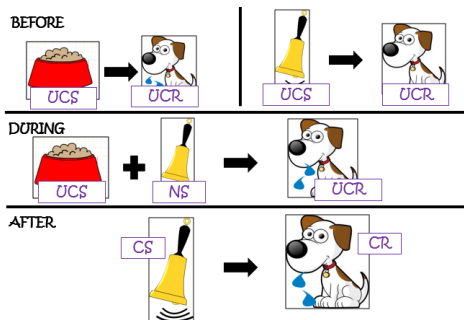 BEFORE
UCS
UCR
UCS
UCR
DURING
UCS
NS
UCR
AFTER
CS
CR